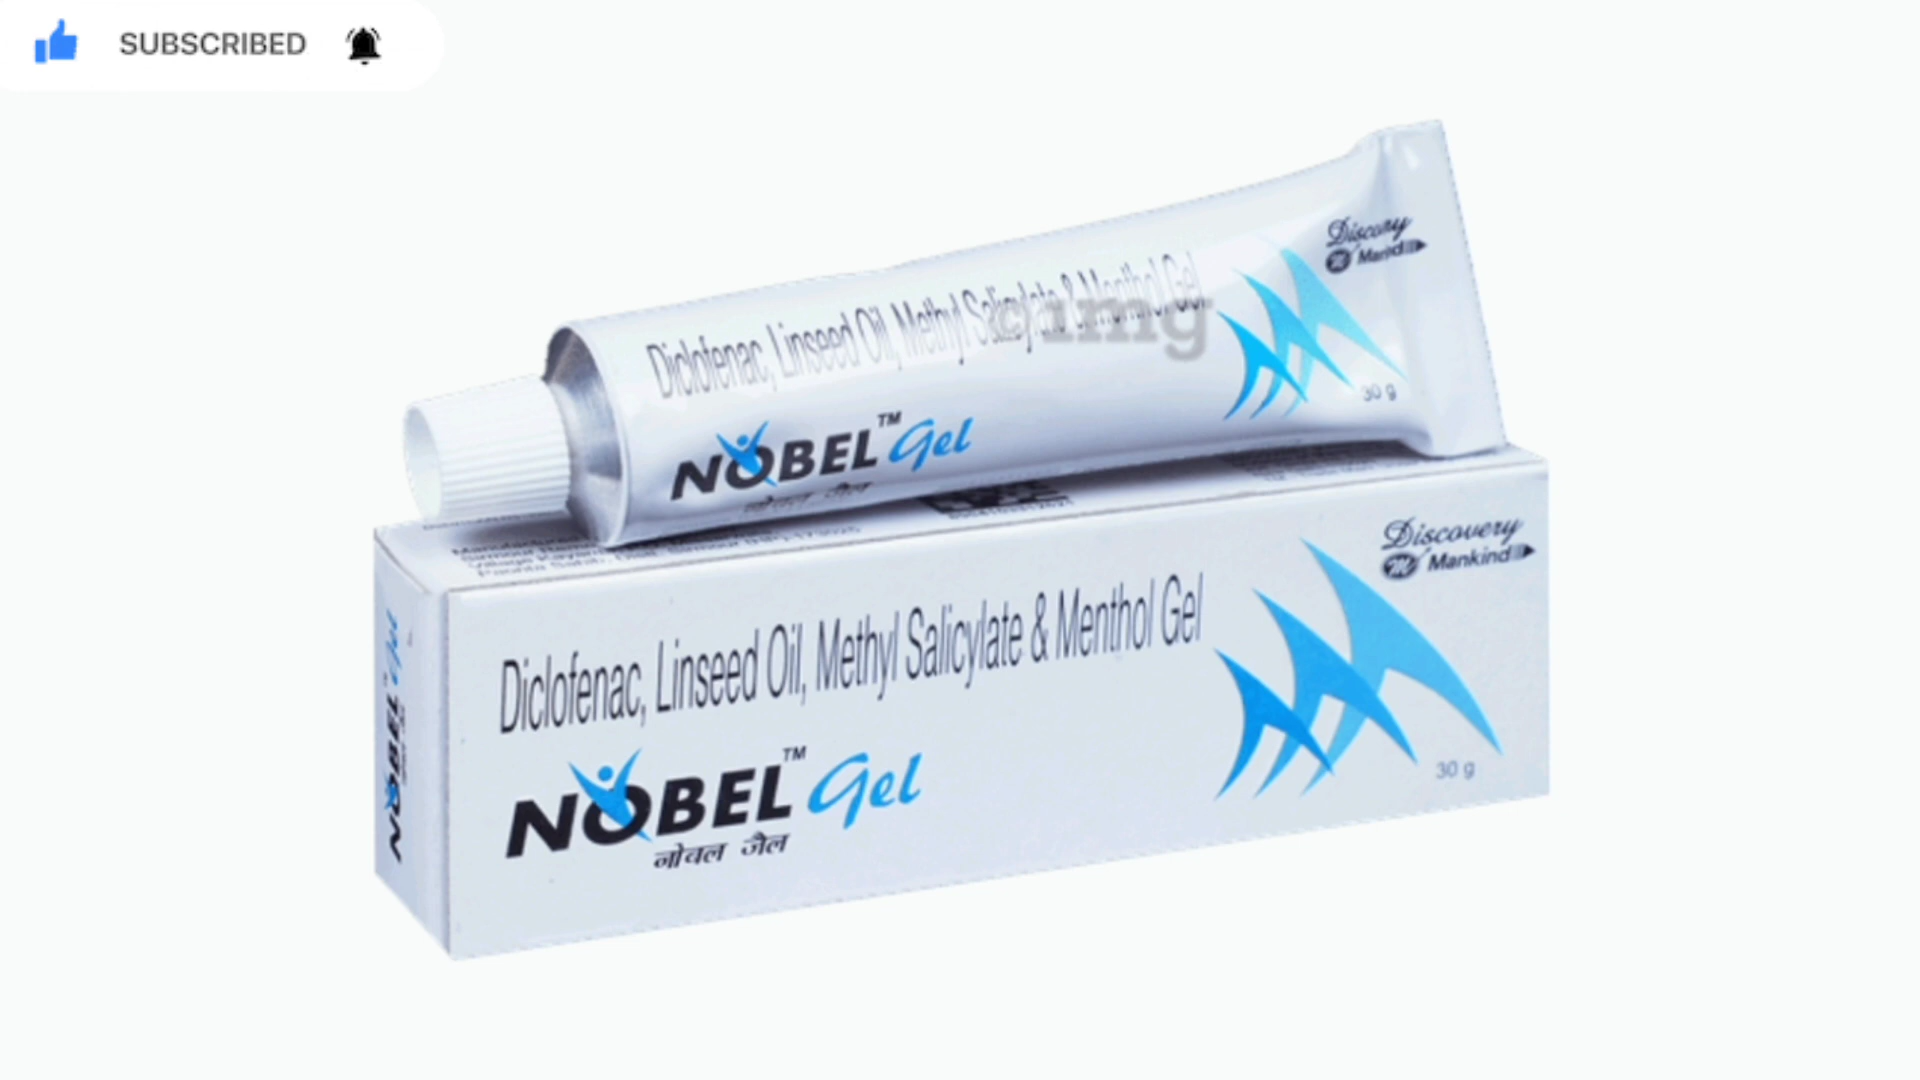 SUBSCRIBED
Discovery
Mankind
Diclofenac, Linseed Oil, Methyl Salicylate & Menthol Gel
©1mg
30 g
NOBEL™ Gel
नोबल जैल
Discovery
Mankind
Diclofenac, Linseed Oil, Methyl Salicylate & Menthol Gel
NOBEL™ Gel
नोबल जैल
30 g
NOBEL Gel